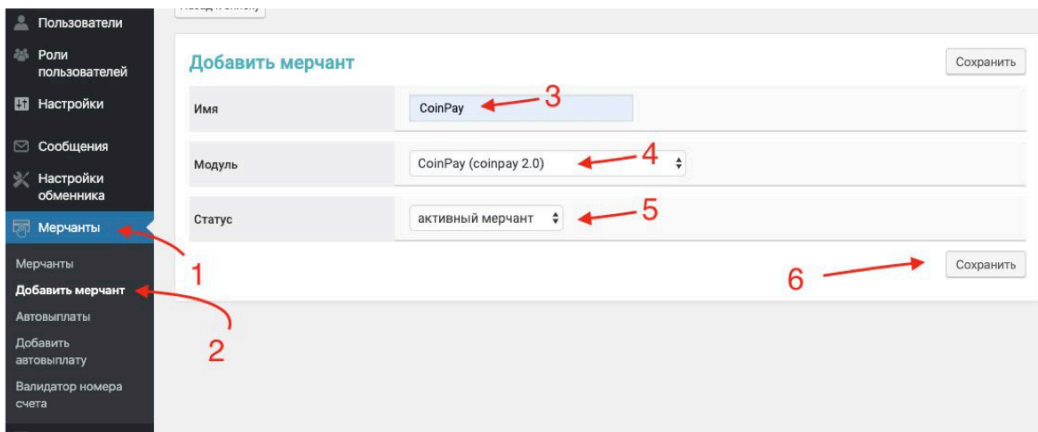 Пользователи
Роли
пользователей
Настройки
Сообщения
Настройки
обменника
Мерчанты
Мерчанты
Добавить мерчант
Автовыплаты
Добавить
автовыплату
Валидатор номера
счета
Добавить мерчант
Сохранить
Имя
CoinPay
3
Модуль
CoinPay (coinpay 2.0)
4
Статус
активный мерчант
5
Сохранить
6
1
2